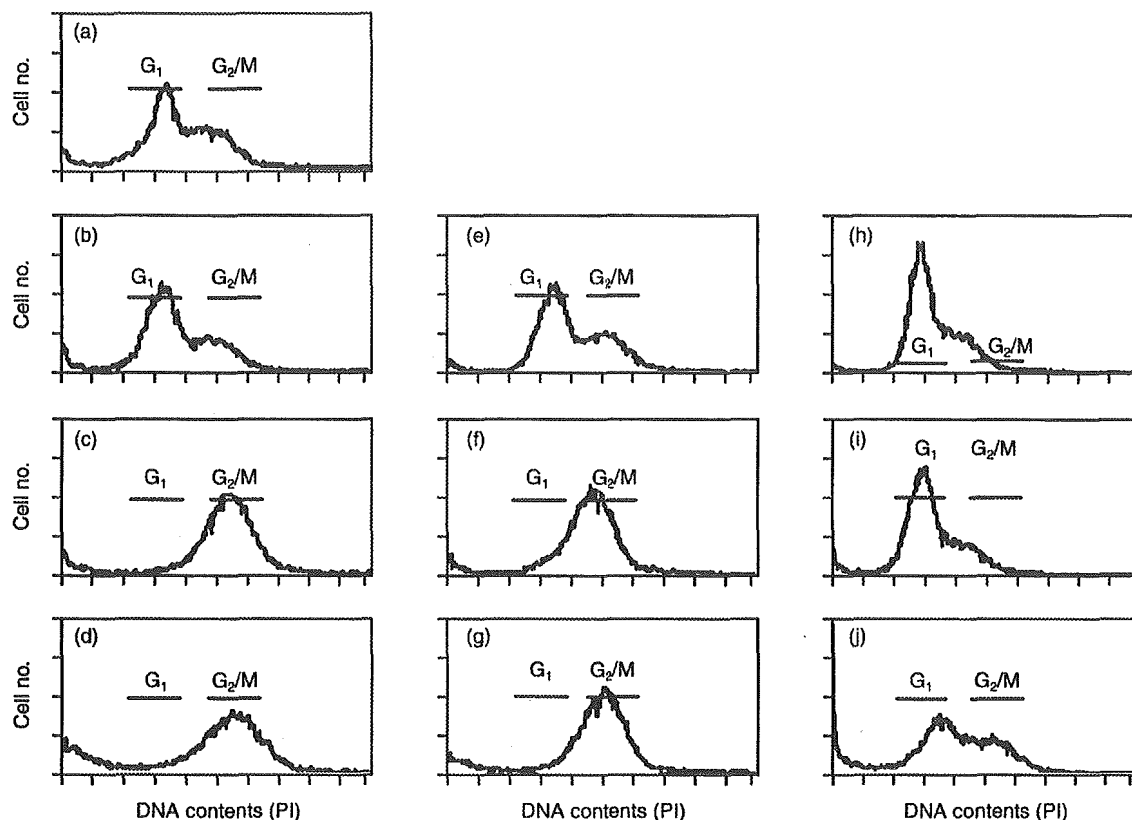 (a)
G₁ G₂/M
Cell no.
(b) (e) (h)
G₁ G₂/M G₁ G₂/M
G₁ G₂/M
Cell no.
(c) (f) (i)
G₁ G₂/M G₁ G₂/M G₁ G₂/M
Cell no.
(d) (g) (j)
G₁ G₂/M G₁ G₂/M G₁ G₂/M
Cell no.
DNA contents (PI) DNA contents (PI) DNA contents (PI)